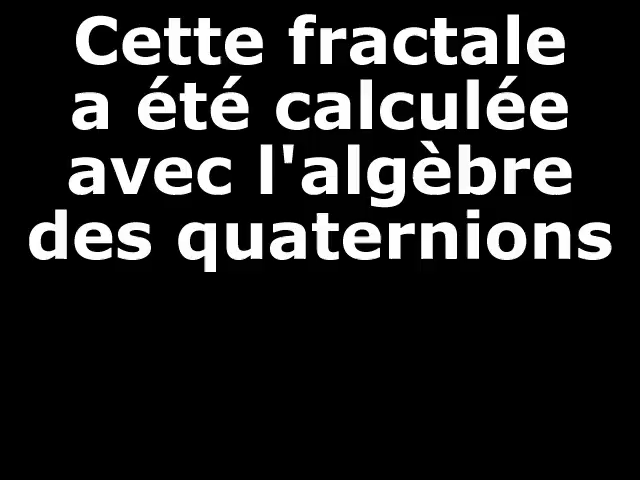 Cette fractale
a été calculée
avec l'algèbre
des quaternions